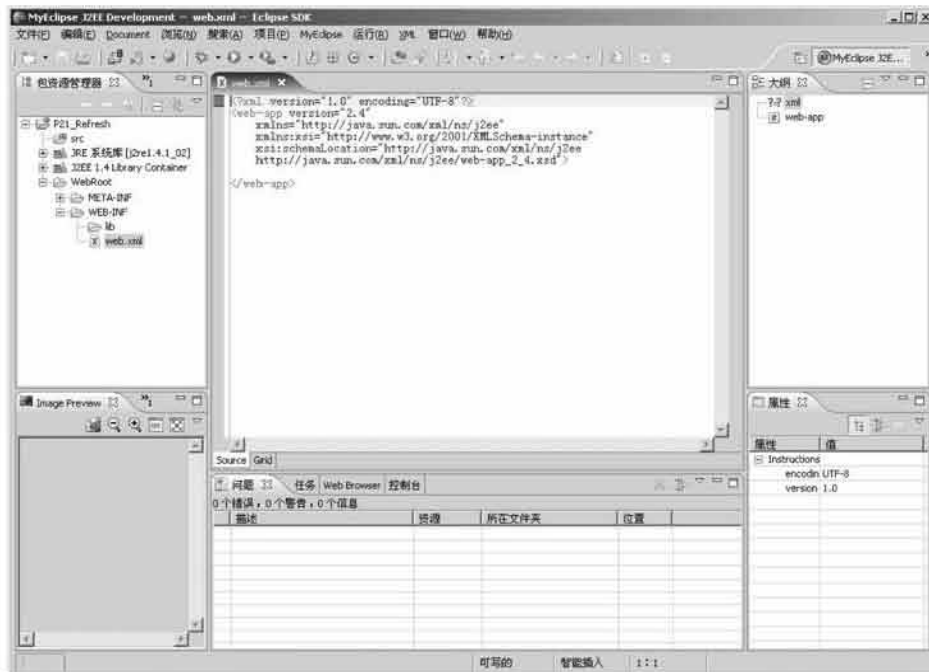 MyEclipse J2EE Development - web.xml - Eclipse SDK
文件(F) 编辑(E) Document 浏览(N) 搜索(A) 项目(P) MyEclipse 运行(R) XML 窗口(W) 帮助(H)
MyEclipse J2E...
包资源管理器
P21_Refresh
src
JRE 系统库 [j2re1.4.1_02]
J2EE 1.4 Library Container
WebRoot
META-INF
WEB-INF
lib
web.xml
web.xml
<?xml version="1.0" encoding="UTF-8"?>
<web-app version="2.4"
xmlns="http://java.sun.com/xml/ns/j2ee"
xmlns:xsi="http://www.w3.org/2001/XMLSchema-instance"
xsi:schemaLocation="http://java.sun.com/xml/ns/j2ee
http://java.sun.com/xml/ns/j2ee/web-app_2_4.xsd">
</web-app>
Source Grid
大纲
?-? xml
web-app
Image Preview
问题 任务 Web Browser 控制台
0 个错误，0 个警告，0 个信息
描述 资源 所在文件夹 位置
属性
属性 值
Instructions
encodin UTF-8
version 1.0
可写的 智能插入 1:1